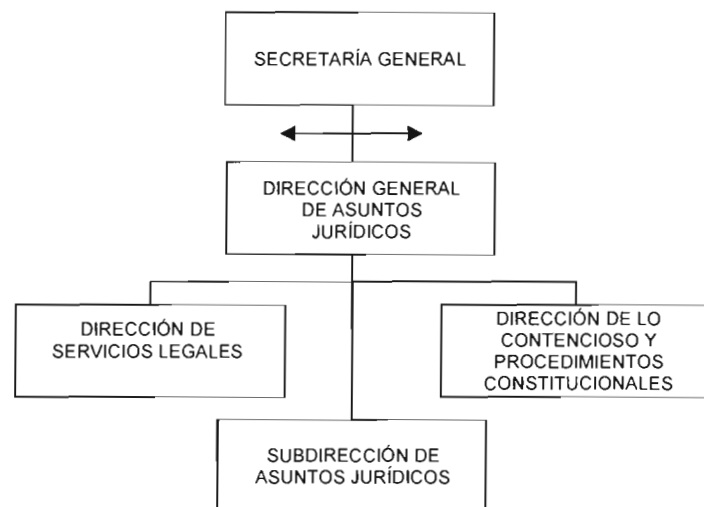 SECRETARÍA GENERAL
DIRECCIÓN GENERAL
DE ASUNTOS
JURÍDICOS
DIRECCIÓN DE
SERVICIOS LEGALES
DIRECCIÓN DE LO
CONTENCIOSO Y
PROCEDIMIENTOS
CONSTITUCIONALES
SUBDIRECCIÓN DE
ASUNTOS JURÍDICOS